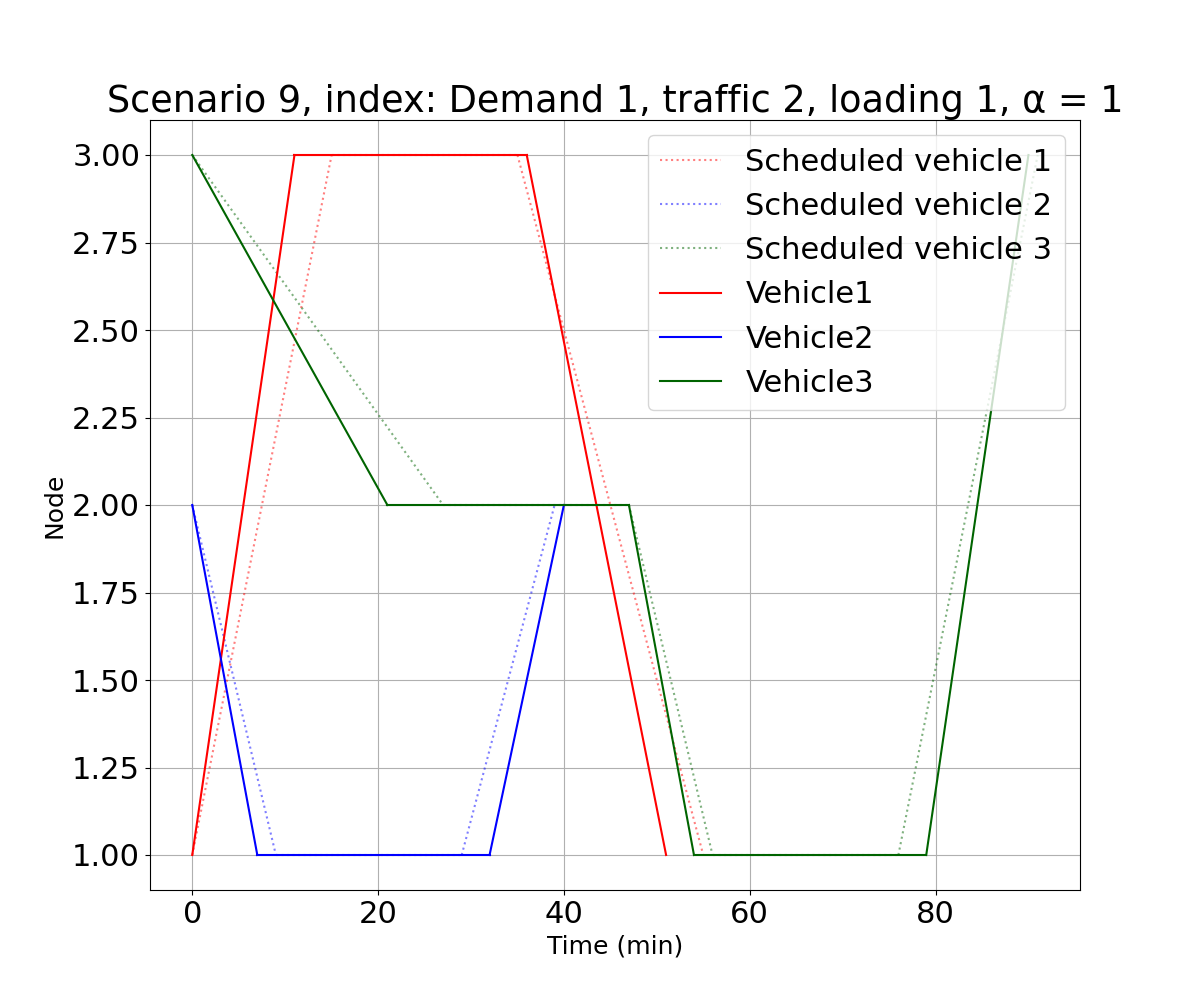 Scenario 9, index: Demand 1, traffic 2, loading 1, α = 1
3.00
2.75
2.50
2.25
2.00
1.75
1.50
1.25
1.00
Node
Scheduled vehicle 1
Scheduled vehicle 2
Scheduled vehicle 3
Vehicle1
Vehicle2
Vehicle3
0 20 40 60 80
Time (min)